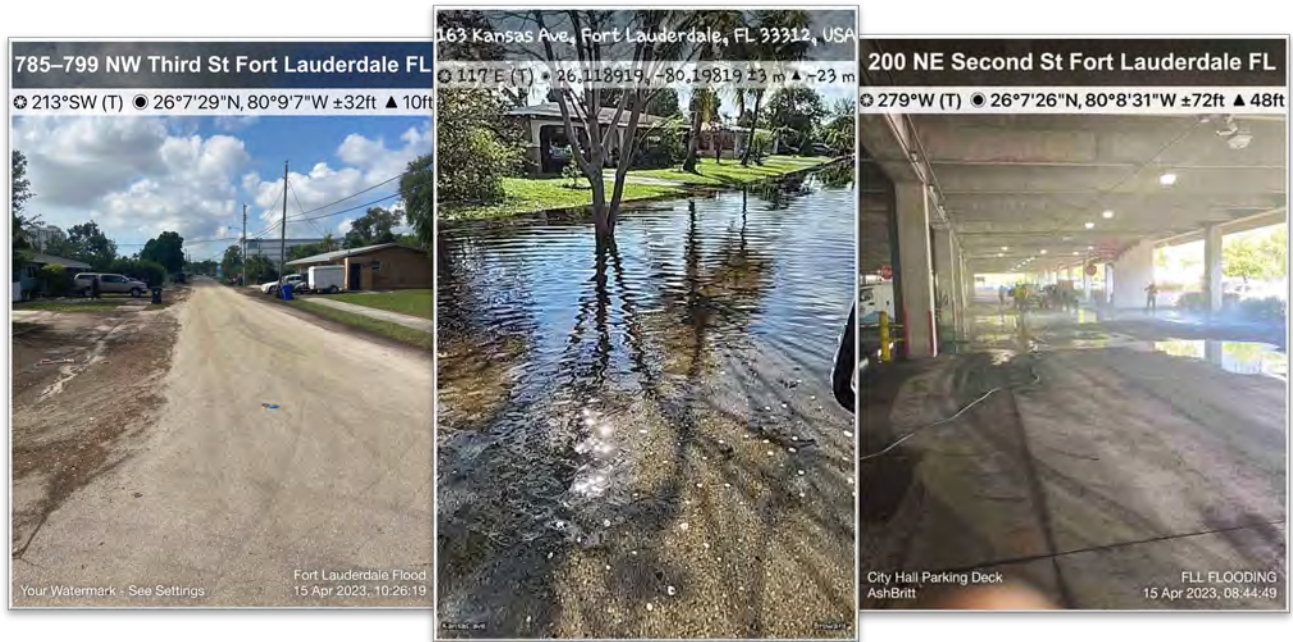 785–799 NW Third St Fort Lauderdale FL
213°SW (T) ● 26°7'29"N, 80°9'7"W ±32ft ▲ 10ft
Your Watermark - See Settings
Fort Lauderdale Flood
15 Apr 2023, 10:26:19
163 Kansas Ave, Fort Lauderdale, FL 33312, USA
117°E (T) ● 26.118919, -80.19819 ±3 m ▲ -23 m
Kansas ave
Broward
200 NE Second St Fort Lauderdale FL
279°W (T) ● 26°7'26"N, 80°8'31"W ±72ft ▲ 48ft
City Hall Parking Deck
AshBritt
FLL FLOODING
15 Apr 2023, 08:44:49